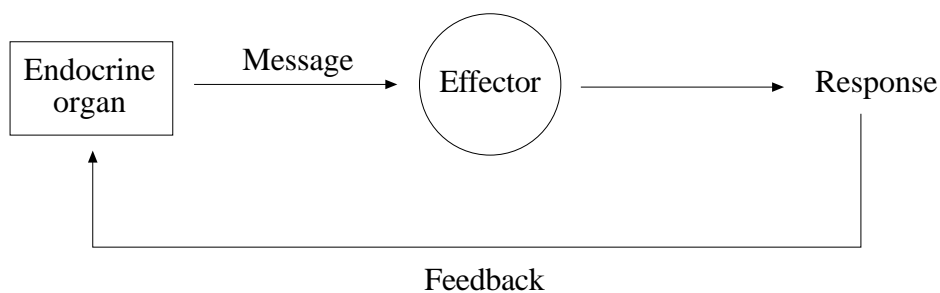 Endocrine
organ
Message
Effector
Response
Feedback